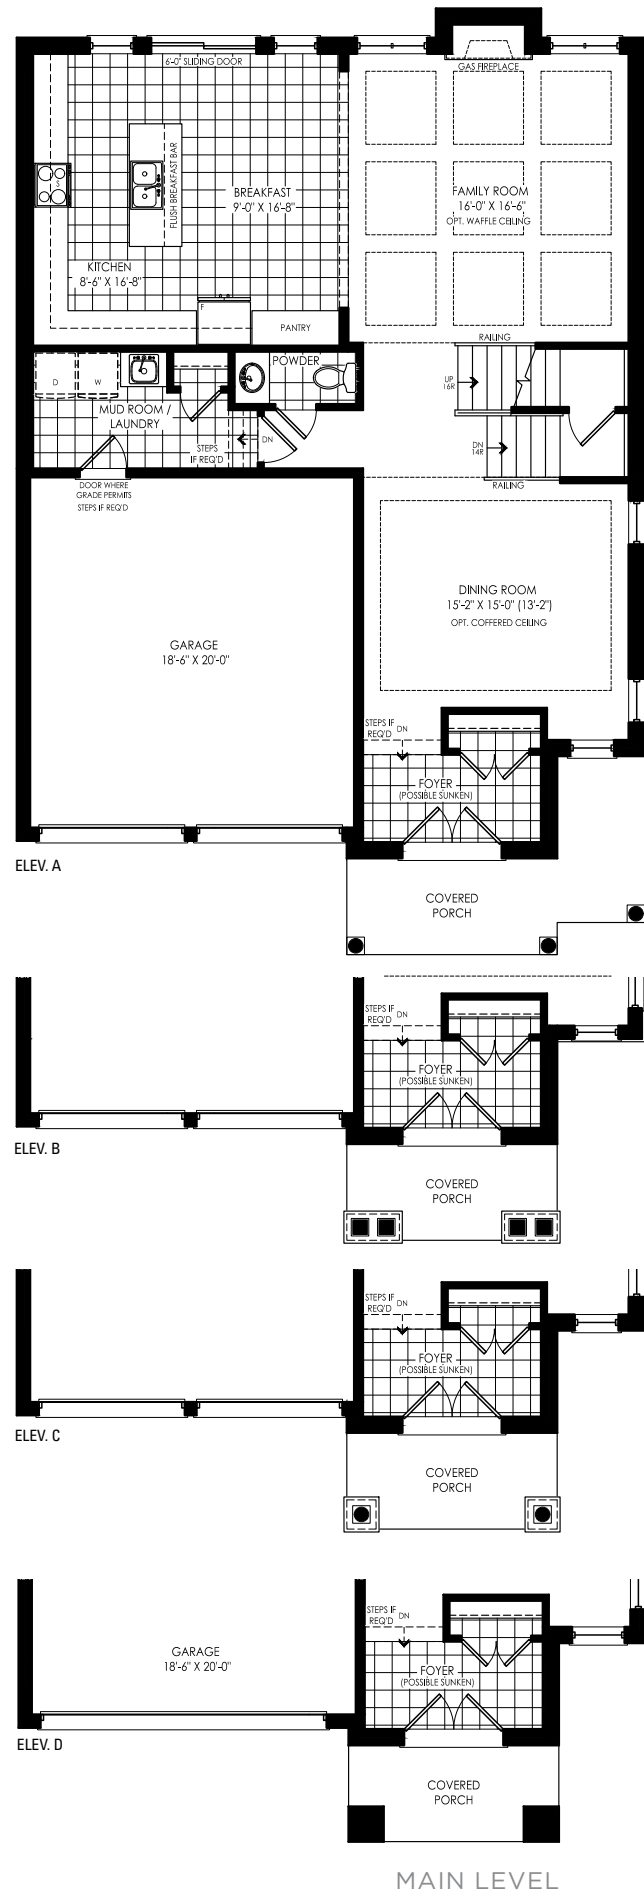 6'-0" SLIDING DOOR
GAS FIREPLACE
S
FLUSH BREAKFAST BAR
BREAKFAST
9'-0" X 16'-8"
FAMILY ROOM
16'-0" X 16'-6"
OPT. WAFFLE CEILING
KITCHEN
8'-6" X 16'-8"
F
PANTRY
RAILING
POWDER
D
W
UP
16R
MUD ROOM /
LAUNDRY
STEPS
IF REQ'D
DN
DN
14R
RAILING
DOOR WHERE
GRADE PERMITS
STEPS IF REQ'D
DINING ROOM
15'-2" X 15'-0" (13'-2")
OPT. COFFERED CEILING
GARAGE
18'-6" X 20'-0"
STEPS IF
REQ'D
DN
FOYER
(POSSIBLE SUNKEN)
ELEV. A
COVERED
PORCH
STEPS IF
REQ'D
DN
FOYER
(POSSIBLE SUNKEN)
ELEV. B
COVERED
PORCH
STEPS IF
REQ'D
DN
FOYER
(POSSIBLE SUNKEN)
ELEV. C
COVERED
PORCH
STEPS IF
REQ'D
DN
GARAGE
18'-6" X 20'-0"
FOYER
(POSSIBLE SUNKEN)
ELEV. D
COVERED
PORCH
MAIN LEVEL